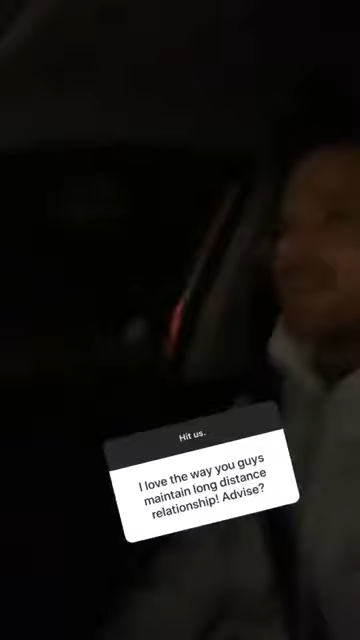 Hit us.
I love the way you guys
maintain long distance
relationship! Advise?